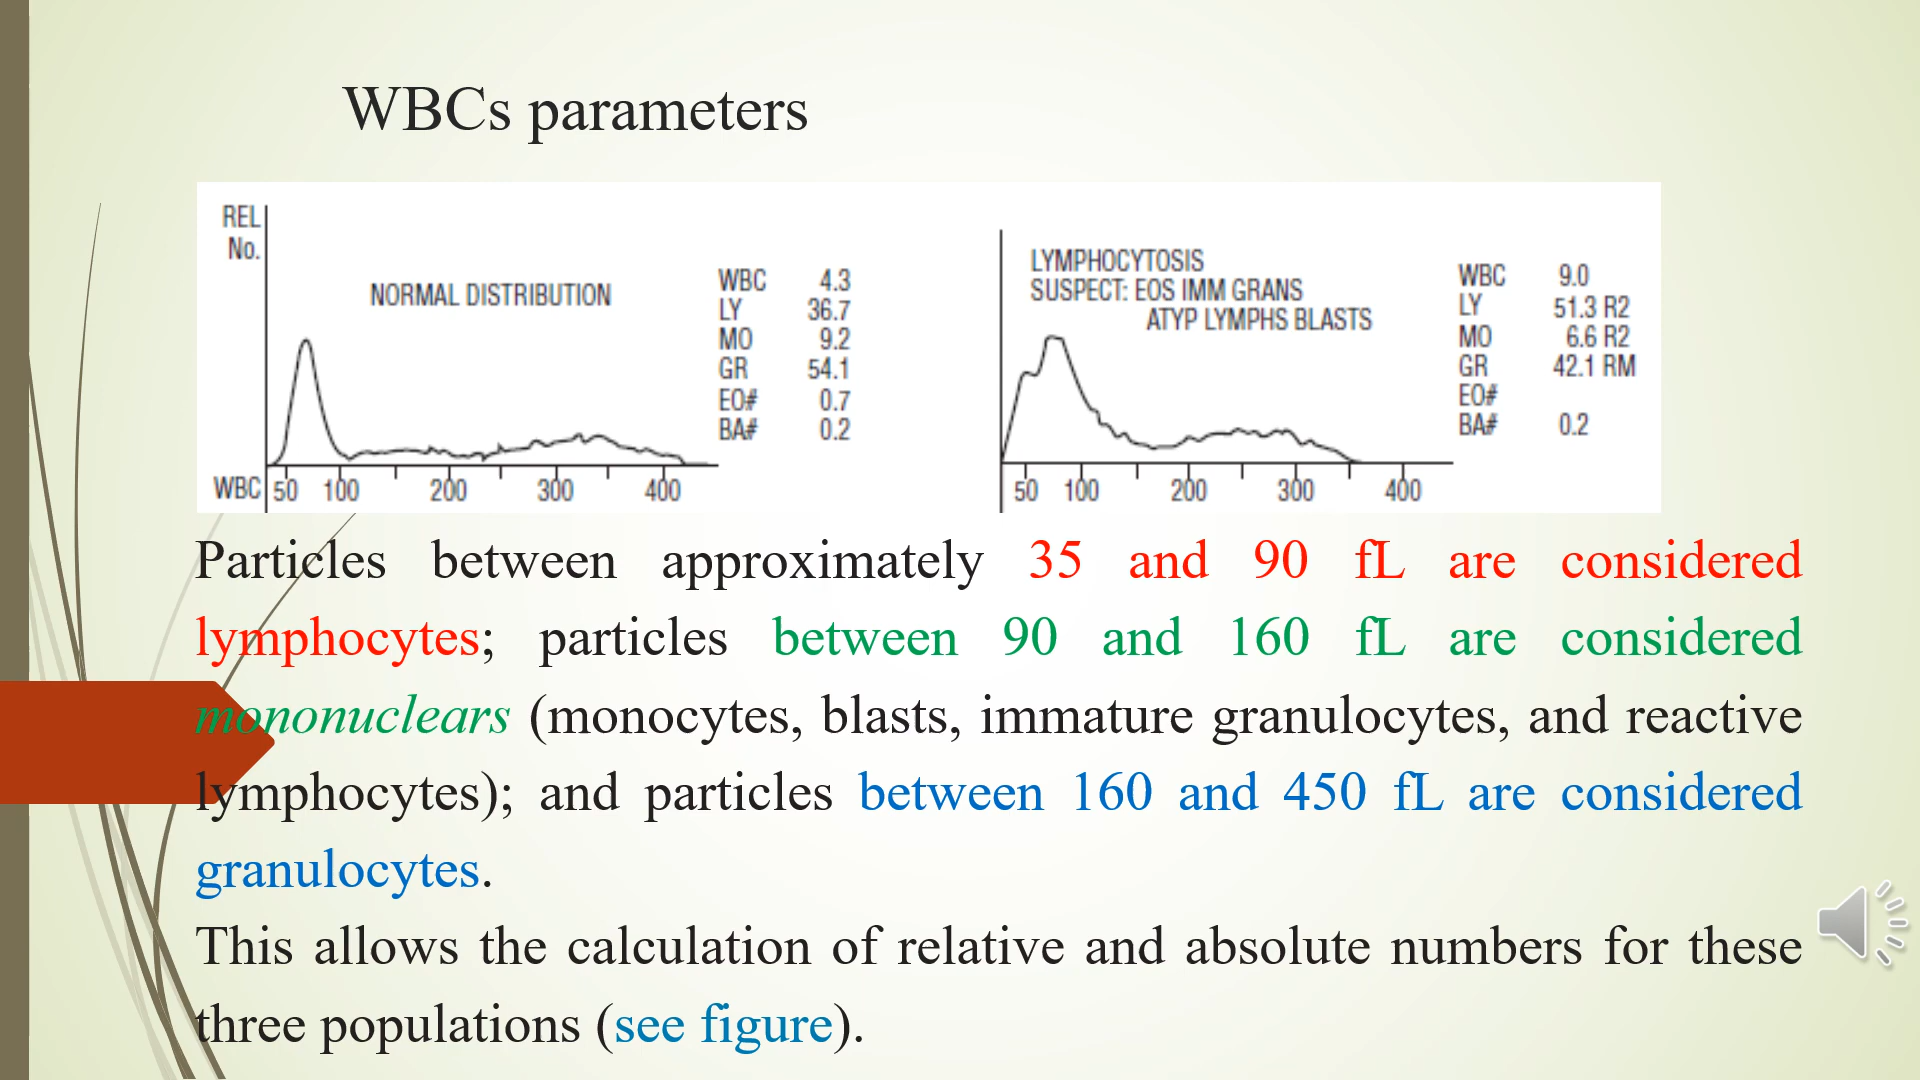 WBCs parameters
REL
No.
NORMAL DISTRIBUTION
WBC 4.3
LY 36.7
MO 9.2
GR 54.1
EO# 0.7
BA# 0.2
WBC 50 100 200 300 400
LYMPHOCYTOSIS
SUSPECT: EOS IMM GRANS
ATYP LYMPHS BLASTS
WBC 9.0
LY 51.3 R2
MO 6.6 R2
GR 42.1 RM
EO#
BA# 0.2
50 100 200 300 400
Particles between approximately 35 and 90 fL are considered
lymphocytes; particles between 90 and 160 fL are considered
mononuclears (monocytes, blasts, immature granulocytes, and reactive
lymphocytes); and particles between 160 and 450 fL are considered
granulocytes.
This allows the calculation of relative and absolute numbers for these
three populations (see figure).